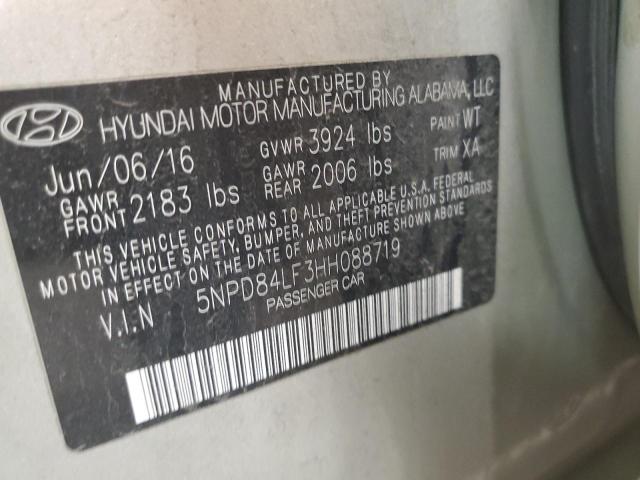 MANUFACTURED BY
HYUNDAI MOTOR MANUFACTURING ALABAMA, LLC
Jun/06/16 GVWR 3924 lbs PAINT WT
GAWR FRONT 2183 lbs GAWR REAR 2006 lbs TRIM XA
THIS VEHICLE CONFORMS TO ALL APPLICABLE U.S.A. FEDERAL
MOTOR VEHICLE SAFETY, BUMPER, AND THEFT PREVENTION STANDARDS
IN EFFECT ON THE DATE OF MANUFACTURE SHOWN ABOVE.
V.I.N 5NPD84LF3HH088719
PASSENGER CAR